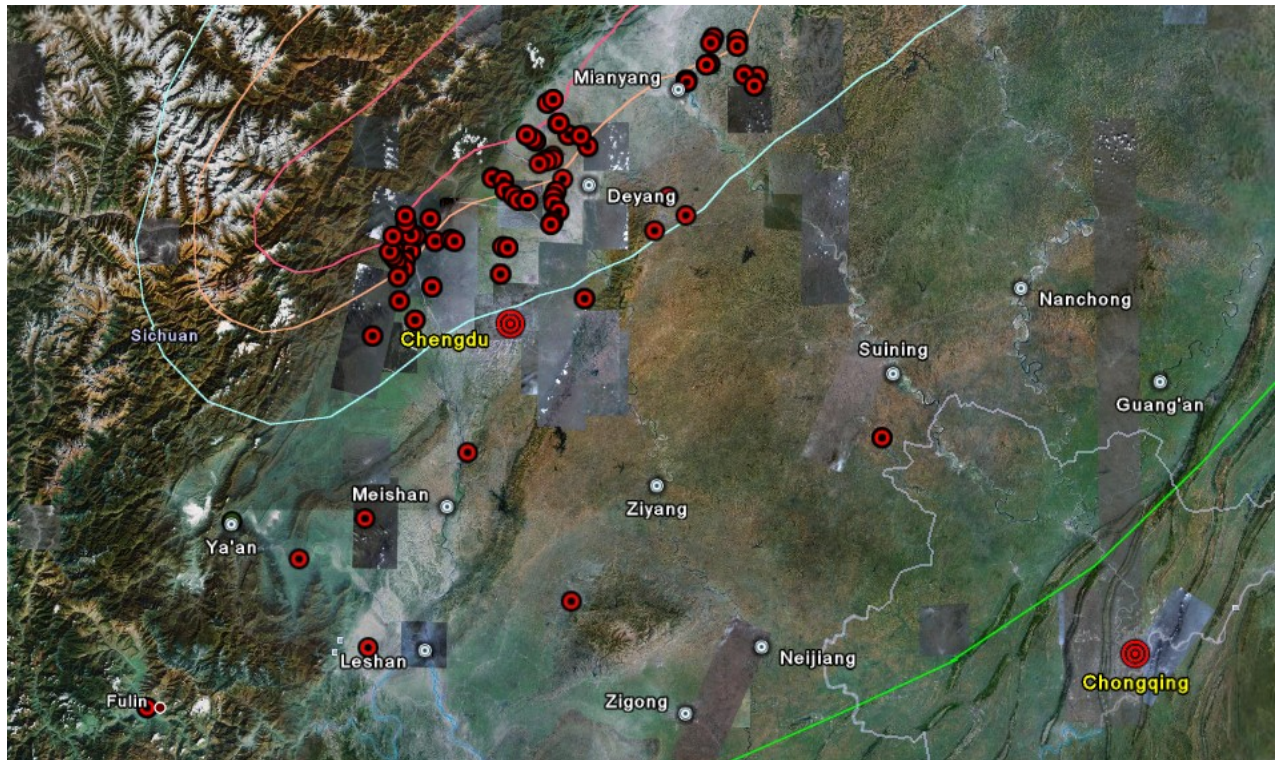 Mianyang
Deyang
Nanchong
Sichuan
Chengdu
Suining
Guang'an
Meishan
Ziyang
Ya'an
Leshan
Neijiang
Chongqing
Fulin
Zigong